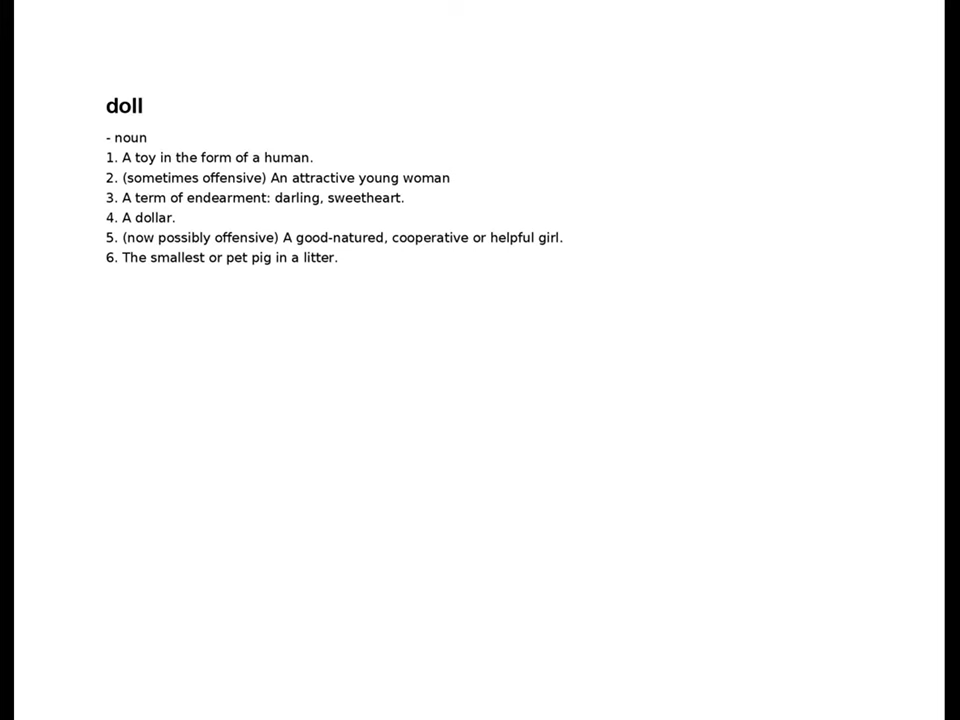 doll
- noun
1. A toy in the form of a human.
2. (sometimes offensive) An attractive young woman
3. A term of endearment: darling, sweetheart.
4. A dollar.
5. (now possibly offensive) A good-natured, cooperative or helpful girl.
6. The smallest or pet pig in a litter.